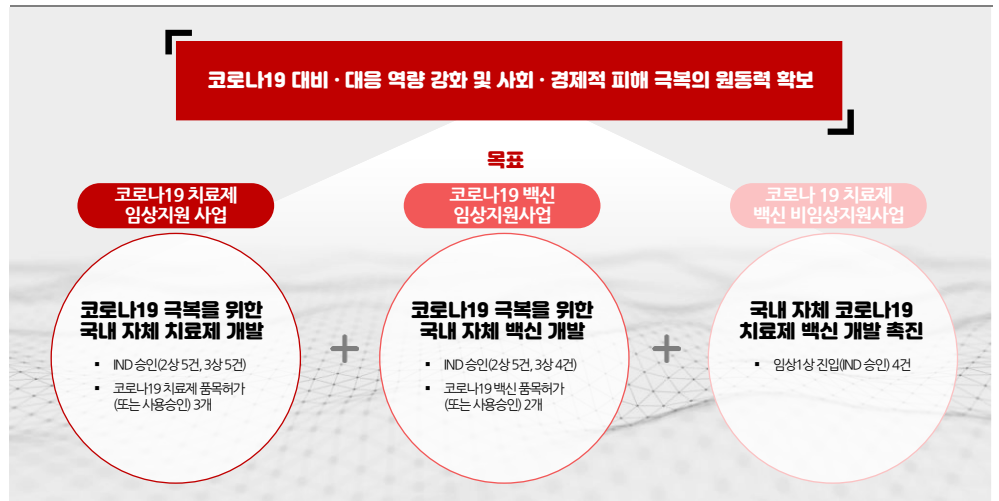 코로나19 대비 · 대응 역량 강화 및 사회 · 경제적 피해 극복의 원동력 확보
목표
코로나19 치료제
임상지원 사업
코로나19 극복을 위한
국내 자체 치료제 개발
▪ IND 승인(2상 5건, 3상 5건)
▪ 코로나19 치료제 품목허가
(또는 사용승인) 3개
+
코로나19 백신
임상지원사업
코로나19 극복을 위한
국내 자체 백신 개발
▪ IND 승인(2상 5건, 3상 4건)
▪ 코로나19 백신 품목허가
(또는 사용승인) 2개
+
코로나 19 치료제
백신 비임상지원사업
국내 자체 코로나19
치료제 백신 개발 촉진
▪ 임상1상 진입(IND 승인) 4건